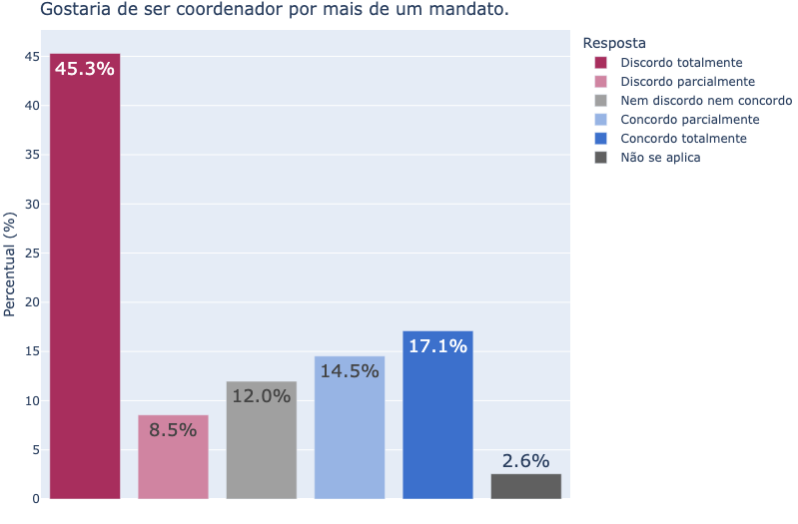 Gostaria de ser coordenador por mais de um mandato.
Resposta
Discordo totalmente
Discordo parcialmente
Nem discordo nem concordo
Concordo parcialmente
Concordo totalmente
Não se aplica
Percentual (%)
45
40
35
30
25
20
15
10
5
0
45.3%
8.5%
12.0%
14.5%
17.1%
2.6%